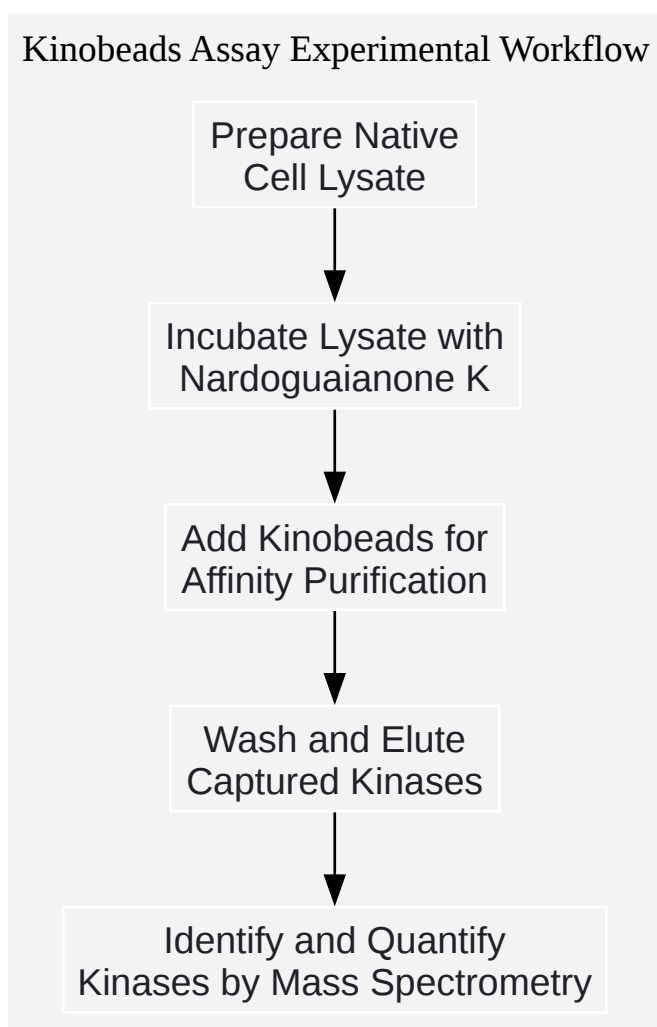 Kinobeads Assay Experimental Workflow
Prepare Native
Cell Lysate
Incubate Lysate with
Nardoguaianone K
Add Kinobeads for
Affinity Purification
Wash and Elute
Captured Kinases
Identify and Quantify
Kinases by Mass Spectrometry